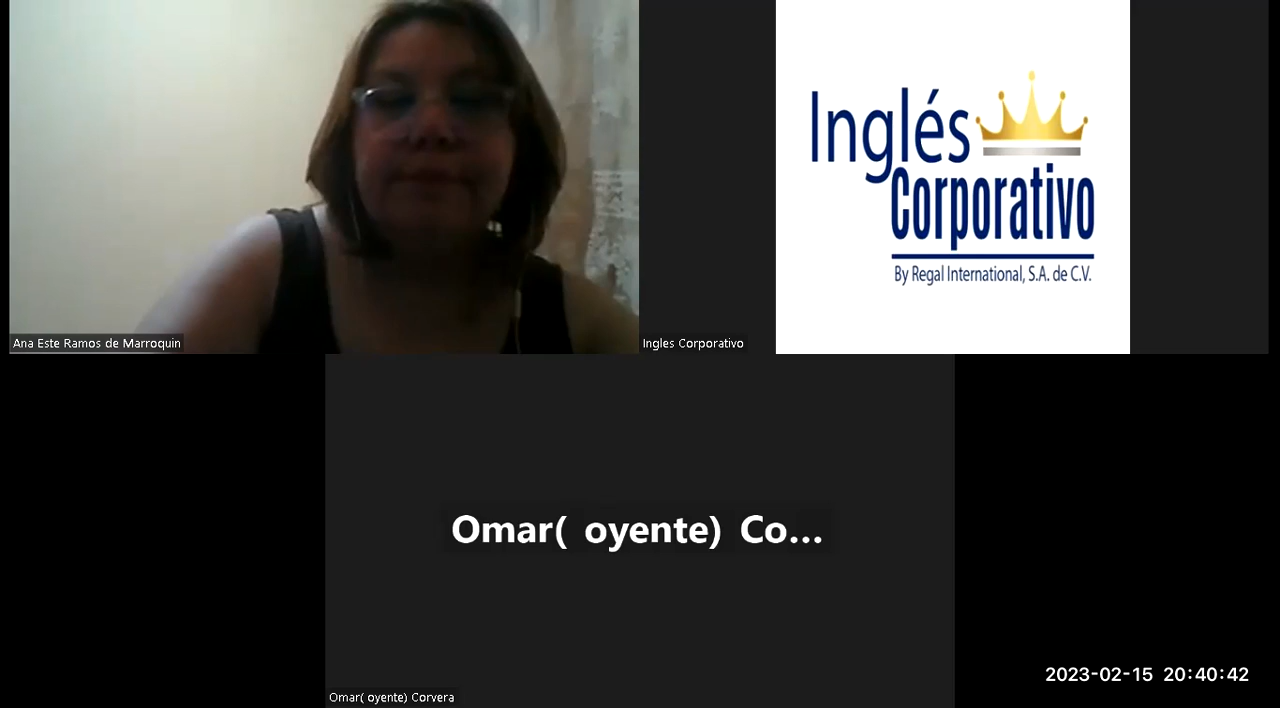 Inglés
Corporativo
By Regal International, S.A. de C.V.
Ana Este Ramos de Marroquin
Ingles Corporativo
Omar( oyente) Co...
Omar( oyente) Corvera
2023-02-15 20:40:42